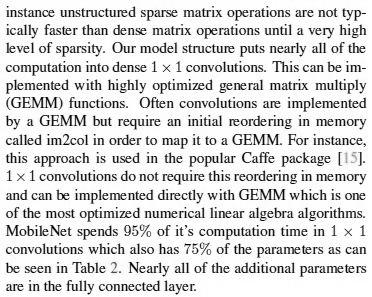 instance unstructured sparse matrix operations are not typ-
ically faster than dense matrix operations until a very high
level of sparsity. Our model structure puts nearly all of the
computation into dense 1 × 1 convolutions. This can be im-
plemented with highly optimized general matrix multiply
(GEMM) functions. Often convolutions are implemented
by a GEMM but require an initial reordering in memory
called im2col in order to map it to a GEMM. For instance,
this approach is used in the popular Caffe package [15].
1 × 1 convolutions do not require this reordering in memory
and can be implemented directly with GEMM which is one
of the most optimized numerical linear algebra algorithms.
MobileNet spends 95% of it's computation time in 1 × 1
convolutions which also has 75% of the parameters as can
be seen in Table 2. Nearly all of the additional parameters
are in the fully connected layer.